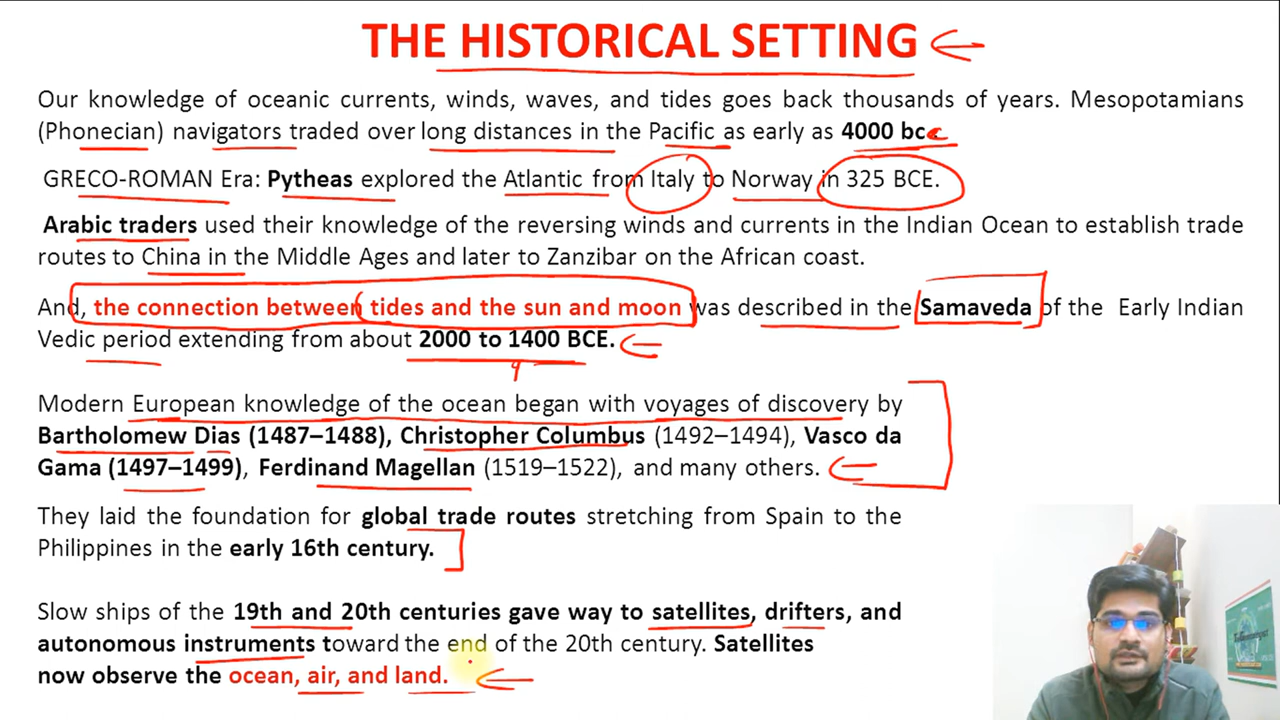 THE HISTORICAL SETTING
Our knowledge of oceanic currents, winds, waves, and tides goes back thousands of years. Mesopotamians
(Phonecian) navigators traded over long distances in the Pacific as early as 4000 bce
GRECO-ROMAN Era: Pytheas explored the Atlantic from Italy to Norway in 325 BCE.
Arabic traders used their knowledge of the reversing winds and currents in the Indian Ocean to establish trade
routes to China in the Middle Ages and later to Zanzibar on the African coast.
And, the connection between tides and the sun and moon was described in the Samaveda of the Early Indian
Vedic period extending from about 2000 to 1400 BCE.
Modern European knowledge of the ocean began with voyages of discovery by
Bartholomew Dias (1487–1488), Christopher Columbus (1492–1494), Vasco da
Gama (1497–1499), Ferdinand Magellan (1519–1522), and many others.
They laid the foundation for global trade routes stretching from Spain to the
Philippines in the early 16th century.
Slow ships of the 19th and 20th centuries gave way to satellites, drifters, and
autonomous instruments toward the end of the 20th century. Satellites
now observe the ocean, air, and land.